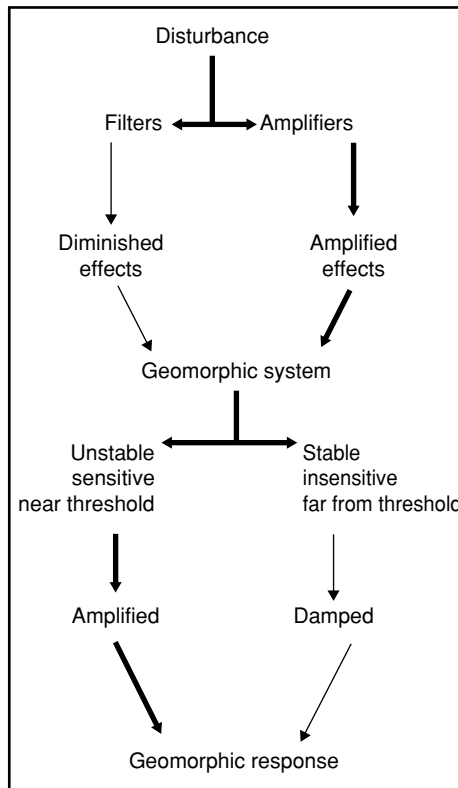 Disturbance
Filters
Amplifiers
Diminished
effects
Amplified
effects
Geomorphic system
Unstable
sensitive
near threshold
Stable
insensitive
far from threshold
Amplified
Damped
Geomorphic response